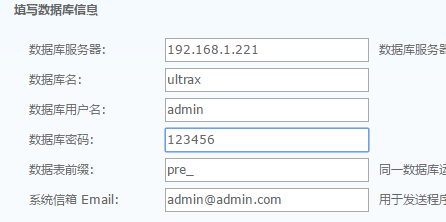 填写数据库信息
数据库服务器: 192.168.1.221 数据库服务器
数据库名: ultrax
数据库用户名: admin
数据库密码: 123456
数据表前缀: pre_ 同一数据库运
系统信箱 Email: admin@admin.com 用于发送程序